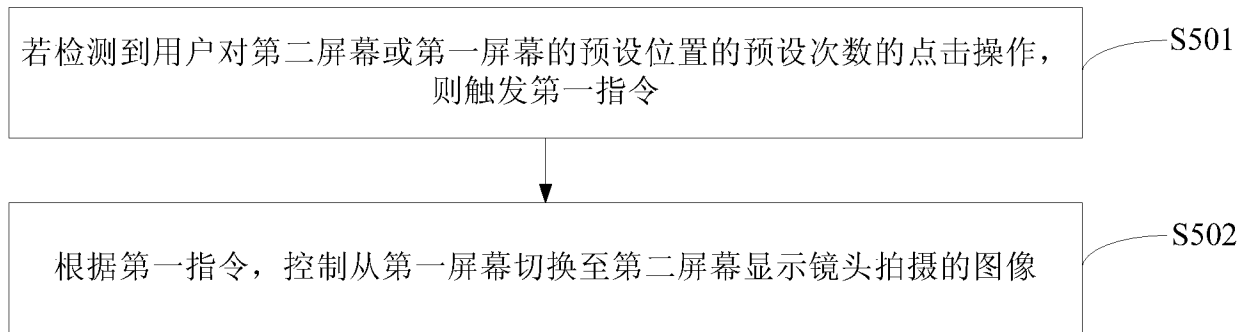 若检测到用户对第二屏幕或第一屏幕的预设位置的预设次数的点击操作，
则触发第一指令
S501
根据第一指令，控制从第一屏幕切换至第二屏幕显示镜头拍摄的图像
S502